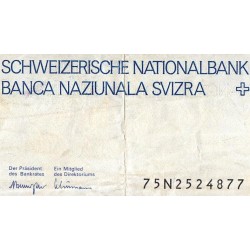 SCHWEIZERISCHE NATIONALBANK
BANCA NAZIUNALA SVIZRA
Der Präsident des Bankrates
Ein Mitglied des Direktoriums
75N2524877